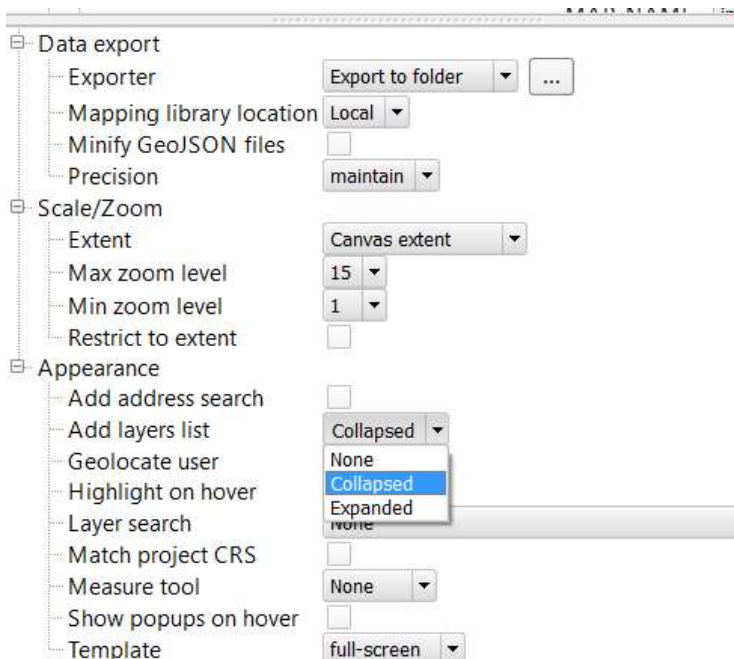 Data export
Exporter Export to folder ...
Mapping library location Local
Minify GeoJSON files
Precision maintain
Scale/Zoom
Extent Canvas extent
Max zoom level 15
Min zoom level 1
Restrict to extent
Appearance
Add address search
Add layers list Collapsed
Geolocate user None
Collapsed
Highlight on hover
Expanded
Layer search None
Match project CRS
Measure tool None
Show popups on hover
Template full-screen